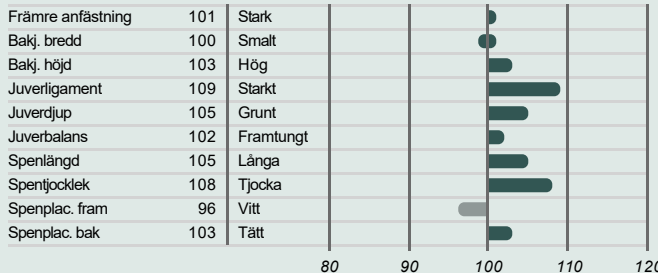 Främre anfästning 101 Stark
Bakj. bredd 100 Smalt
Bakj. höjd 103 Hög
Juverligament 109 Starkt
Juverdjup 105 Grunt
Juverbalans 102 Framtungt
Spenlängd 105 Långa
Spentjocklek 108 Tjocka
Spenplac. fram 96 Vitt
Spenplac. bak 103 Tätt
80 90 100 110 120